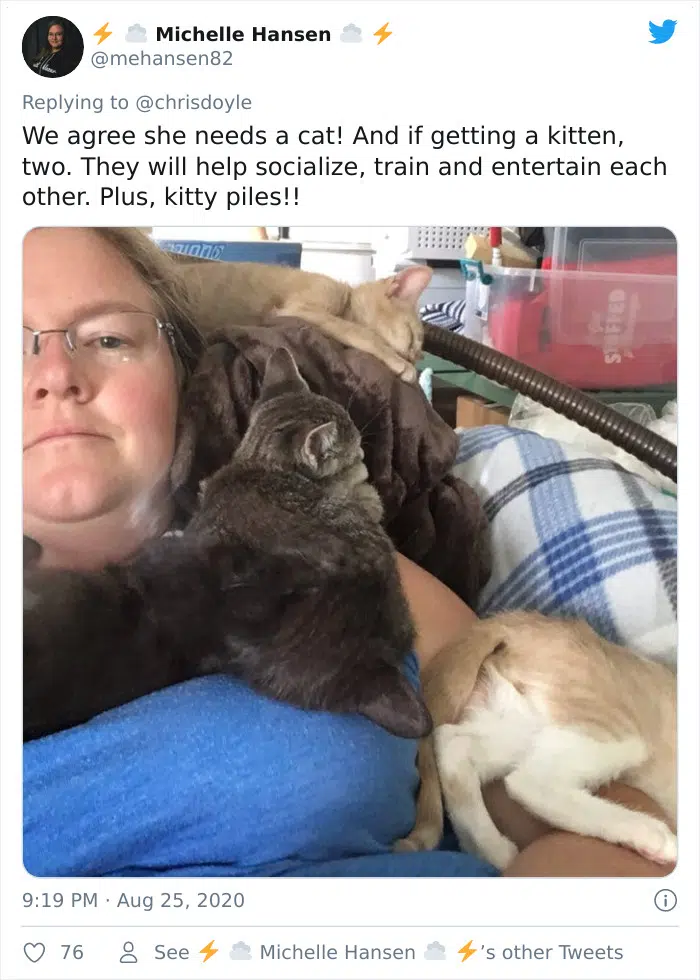 ⚡ ☁️ Michelle Hansen ☁️ ⚡
@mehansen82
Replying to @chrisdoyle
We agree she needs a cat! And if getting a kitten,
two. They will help socialize, train and entertain each
other. Plus, kitty piles!!
STUFFED
9:19 PM · Aug 25, 2020
76 See ⚡ ☁️ Michelle Hansen ☁️ ⚡’s other Tweets